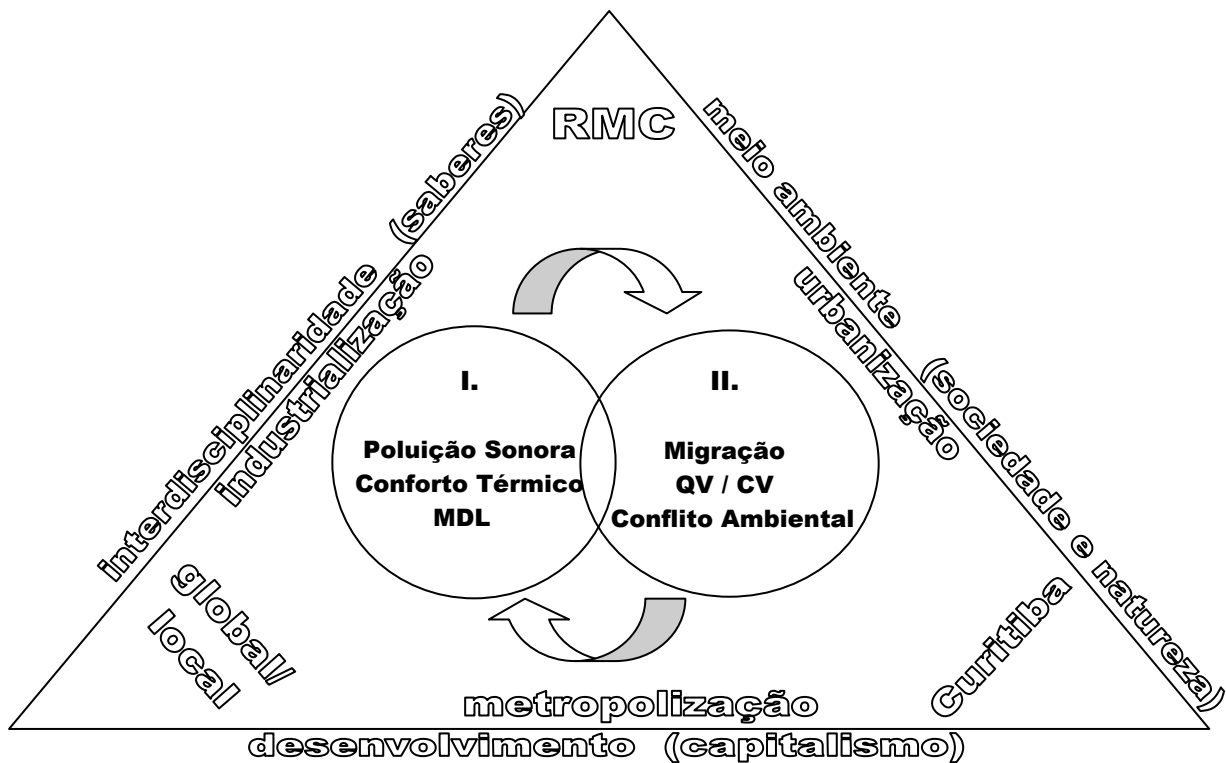 RMC
interdisciplinaridade (saberes)
industrialização
meio ambiente (sociedade e natureza)
urbanização
I.
Poluição Sonora
Conforto Térmico
MDL
II.
Migração
QV / CV
Conflito Ambiental
global/
local
Curitiba
metropolização
desenvolvimento (capitalismo)